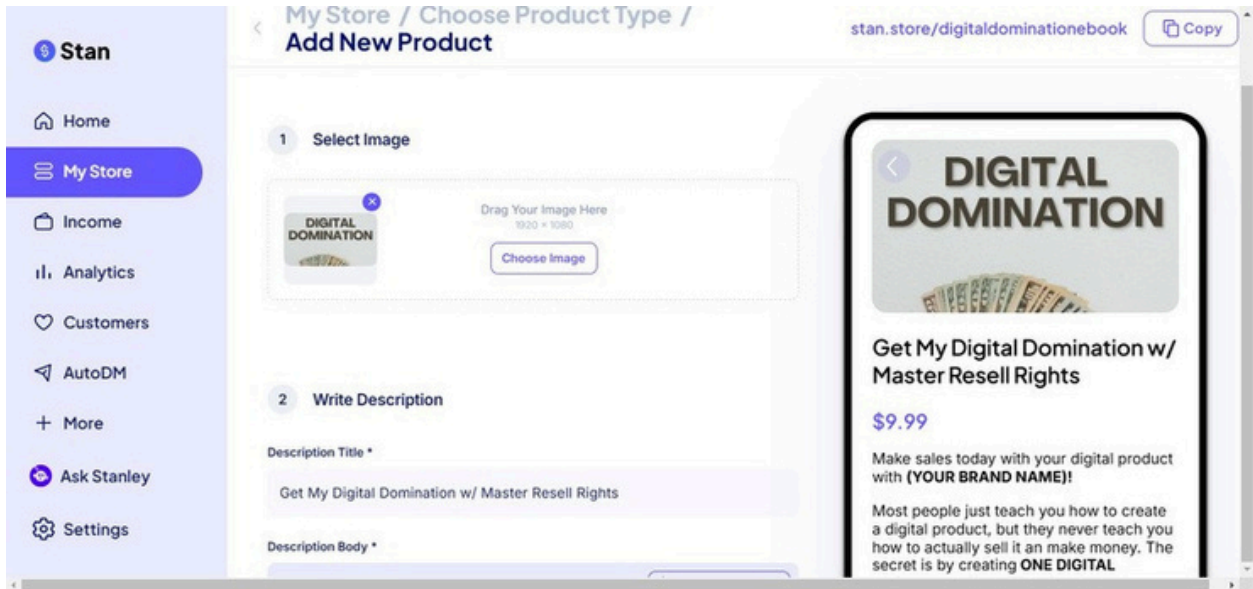 Stan
Home
My Store
Income
Analytics
Customers
AutoDM
More
Ask Stanley
Settings
My Store / Choose Product Type /
Add New Product
stan.store/digitaldominationebook
Copy
1 Select Image
DIGITAL
DOMINATION
Drag Your Image Here
1920 × 1080
Choose Image
2 Write Description
Description Title *
Get My Digital Domination w/ Master Resell Rights
Description Body *
DIGITAL
DOMINATION
Get My Digital Domination w/
Master Resell Rights
$9.99
Make sales today with your digital product
with (YOUR BRAND NAME)!
Most people just teach you how to create
a digital product, but they never teach you
how to actually sell it an make money. The
secret is by creating ONE DIGITAL